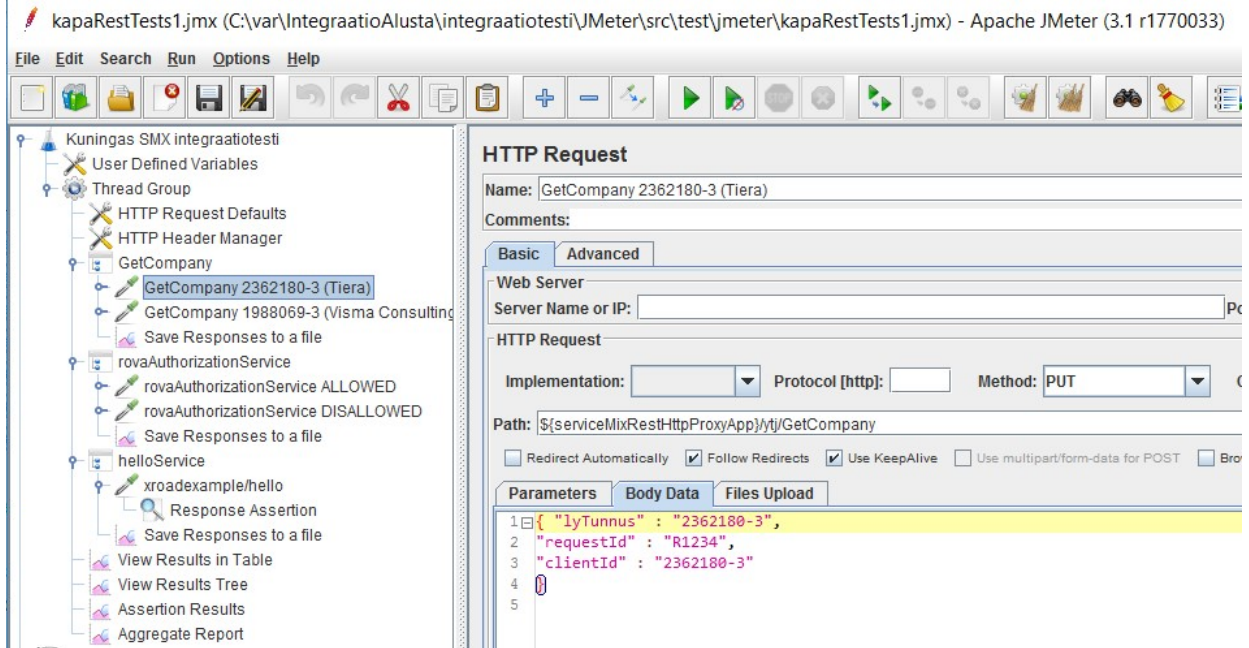 kapaRestTests1.jmx (C:\var\IntegraatioAlusta\integraatiotesti\JMeter\src\test\jmeter\kapaRestTests1.jmx) - Apache JMeter (3.1 r1770033)
File Edit Search Run Options Help
Kuningas SMX integraatiotesti
User Defined Variables
Thread Group
HTTP Request Defaults
HTTP Header Manager
GetCompany
GetCompany 2362180-3 (Tiera)
GetCompany 1988069-3 (Visma Consulting
Save Responses to a file
rovaAuthorizationService
rovaAuthorizationService ALLOWED
rovaAuthorizationService DISALLOWED
Save Responses to a file
helloService
xroadexample/hello
Response Assertion
Save Responses to a file
View Results in Table
View Results Tree
Assertion Results
Aggregate Report
HTTP Request
Name: GetCompany 2362180-3 (Tiera)
Comments:
Basic Advanced
Web Server
Server Name or IP: Po
HTTP Request
Implementation: Protocol [http]: Method: PUT
Path: ${serviceMixRestHttpProxyApp}/ytj/GetCompany
Redirect Automatically Follow Redirects Use KeepAlive Use multipart/form-data for POST Bro
Parameters Body Data Files Upload
1 { "lyTunnus" : "2362180-3",
2 "requestId" : "R1234",
3 "clientId" : "2362180-3"
4 }
5